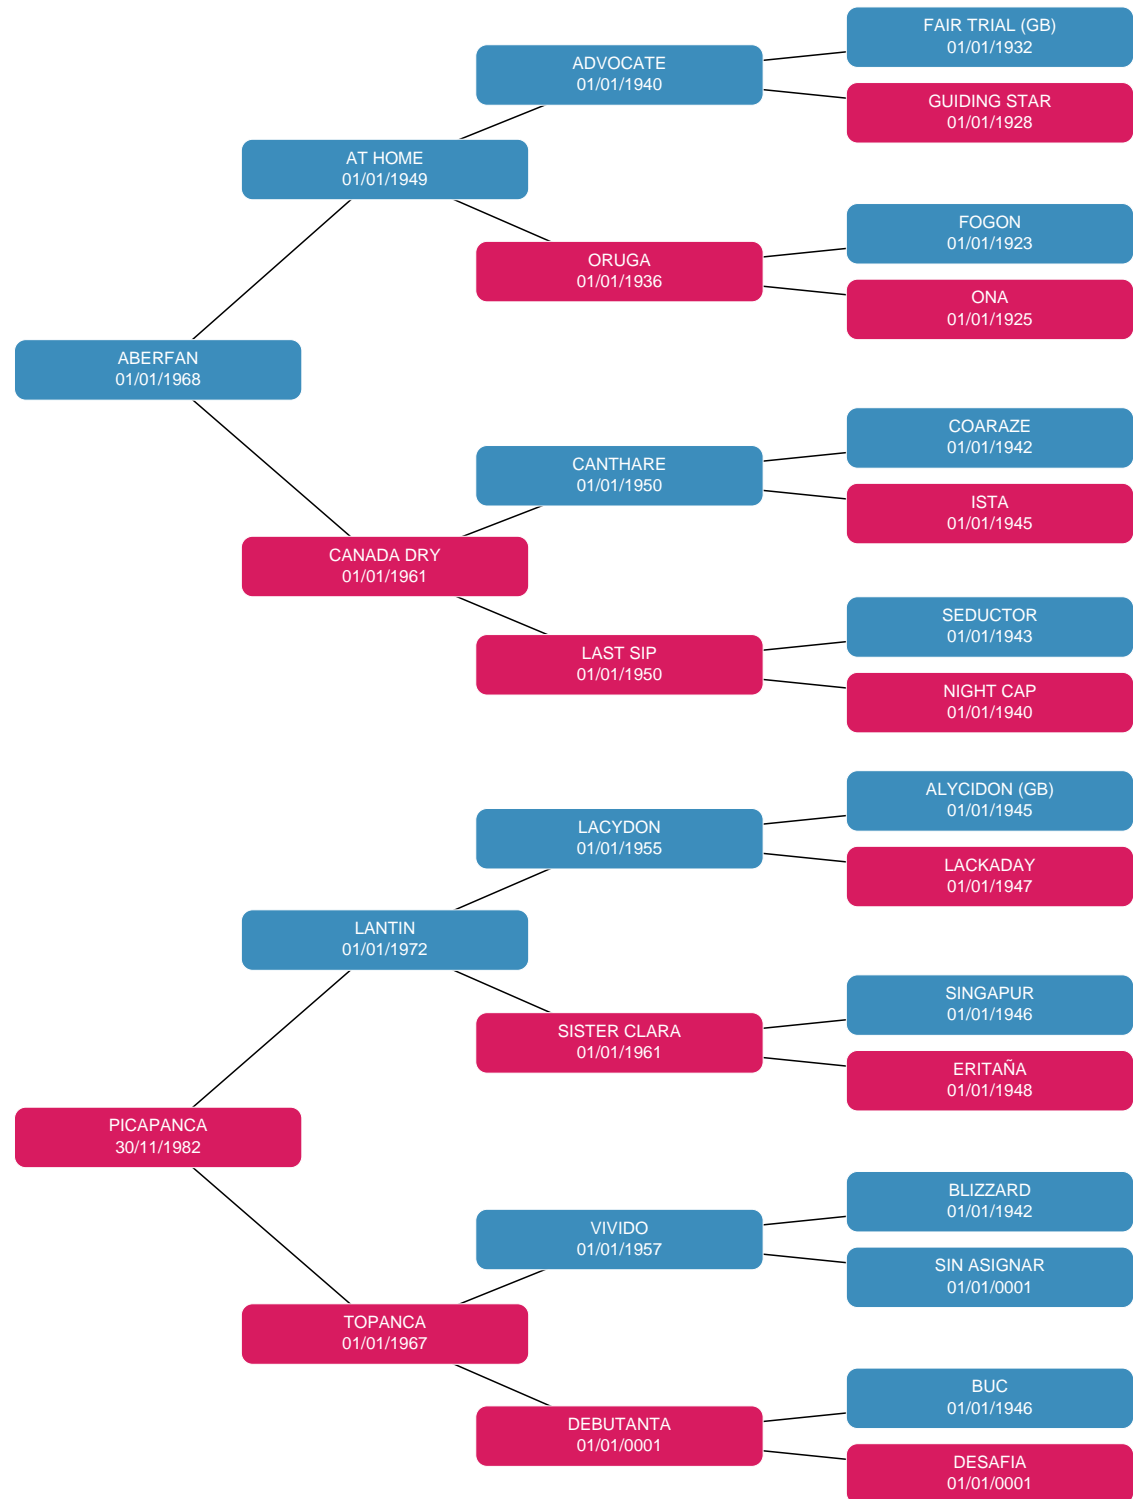 FAIR TRIAL (GB)
01/01/1932
ADVOCATE
01/01/1940
GUIDING STAR
01/01/1928
AT HOME
01/01/1949
FOGON
01/01/1923
ORUGA
01/01/1936
ONA
01/01/1925
ABERFAN
01/01/1968
COARAZE
01/01/1942
CANTHARE
01/01/1950
ISTA
01/01/1945
CANADA DRY
01/01/1961
SEDUCTOR
01/01/1943
LAST SIP
01/01/1950
NIGHT CAP
01/01/1940
ALYCIDON (GB)
01/01/1945
LACYDON
01/01/1955
LACKADAY
01/01/1947
LANTIN
01/01/1972
SINGAPUR
01/01/1946
SISTER CLARA
01/01/1961
ERITAÑA
01/01/1948
PICAPANCA
30/11/1982
BLIZZARD
01/01/1942
VIVIDO
01/01/1957
SIN ASIGNAR
01/01/0001
TOPANCA
01/01/1967
BUC
01/01/1946
DEBUTANTA
01/01/0001
DESAFIA
01/01/0001